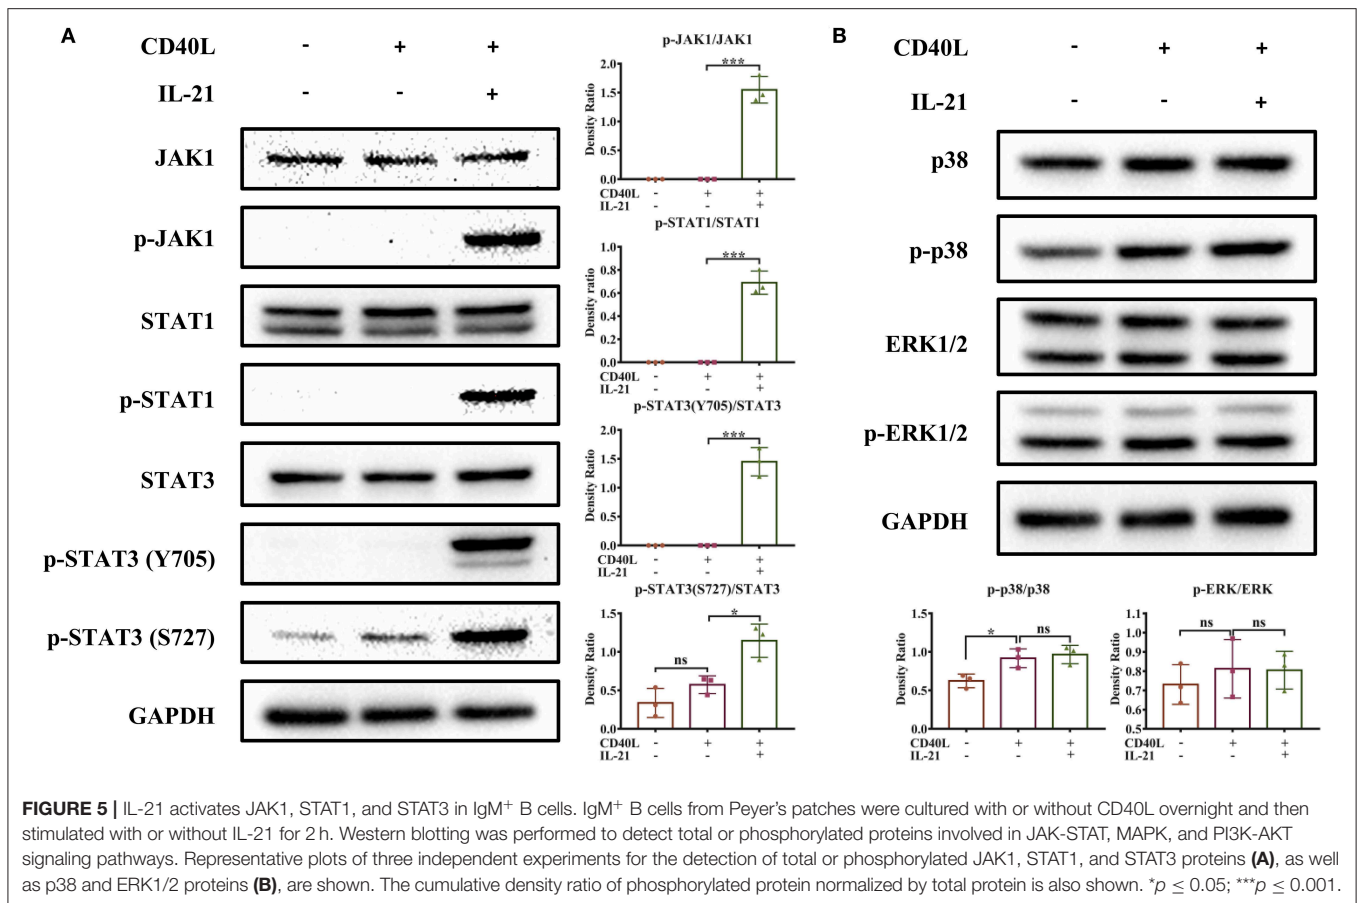 A
CD40L - + +
IL-21 - - +
JAK1
p-JAK1
STAT1
p-STAT1
STAT3
p-STAT3 (Y705)
p-STAT3 (S727)
GAPDH
p-JAK1/JAK1
***
Density Ratio
2.0
1.5
1.0
0.5
0.0
CD40L - + +
IL-21 - - +
p-STAT1/STAT1
***
Density ratio
1.0
0.8
0.6
0.4
0.2
0.0
CD40L - + +
IL-21 - - +
p-STAT3(Y705)/STAT3
***
Density Ratio
2.0
1.5
1.0
0.5
0.0
CD40L - + +
IL-21 - - +
p-STAT3(S727)/STAT3
ns *
Density Ratio
1.5
1.0
0.5
0.0
CD40L - + +
IL-21 - - +
B
CD40L - + +
IL-21 - - +
p38
p-p38
ERK1/2
p-ERK1/2
GAPDH
p-p38/p38
* ns
Density Ratio
1.5
1.0
0.5
0.0
CD40L - + +
IL-21 - - +
p-ERK/ERK
ns ns
Density Ratio
1.1
1.0
0.9
0.8
0.7
0.6
0.5
CD40L - + +
IL-21 - - +
FIGURE 5 | IL-21 activates JAK1, STAT1, and STAT3 in IgM⁺ B cells. IgM⁺ B cells from Peyer's patches were cultured with or without CD40L overnight and then
stimulated with or without IL-21 for 2 h. Western blotting was performed to detect total or phosphorylated proteins involved in JAK-STAT, MAPK, and PI3K-AKT
signaling pathways. Representative plots of three independent experiments for the detection of total or phosphorylated JAK1, STAT1, and STAT3 proteins (A), as well
as p38 and ERK1/2 proteins (B), are shown. The cumulative density ratio of phosphorylated protein normalized by total protein is also shown. *p ≤ 0.05; ***p ≤ 0.001.